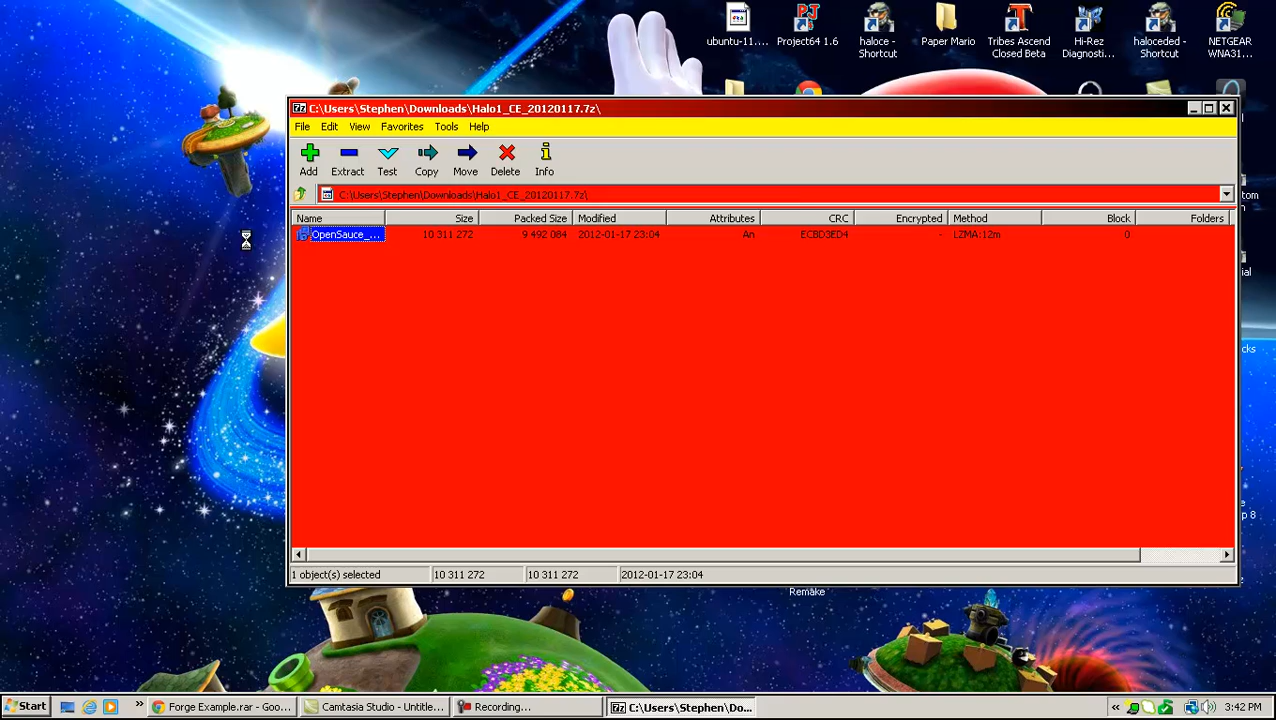 ubuntu-11....
Project64 1.6
haloce -
Shortcut
Paper Mario
Tribes Ascend
Closed Beta
Hi-Rez
Diagnosti...
haloceded -
Shortcut
NETGEAR
WNA31...
C:\Users\Stephen\Downloads\Halo1_CE_20120117.7z\
File Edit View Favorites Tools Help
Add Extract Test Copy Move Delete Info
C:\Users\Stephen\Downloads\Halo1_CE_20120117.7z\
Name Size Packed Size Modified Attributes CRC Encrypted Method Block Folders
OpenSauce_... 10 311 272 9 492 084 2012-01-17 23:04 An ECBD3ED4 - LZMA:12m 0
1 object(s) selected 10 311 272 10 311 272 2012-01-17 23:04
Remake
Start » Forge Example.rar - Goo... Camtasia Studio - Untitle... Recording... C:\Users\Stephen\Do... « 3:42 PM